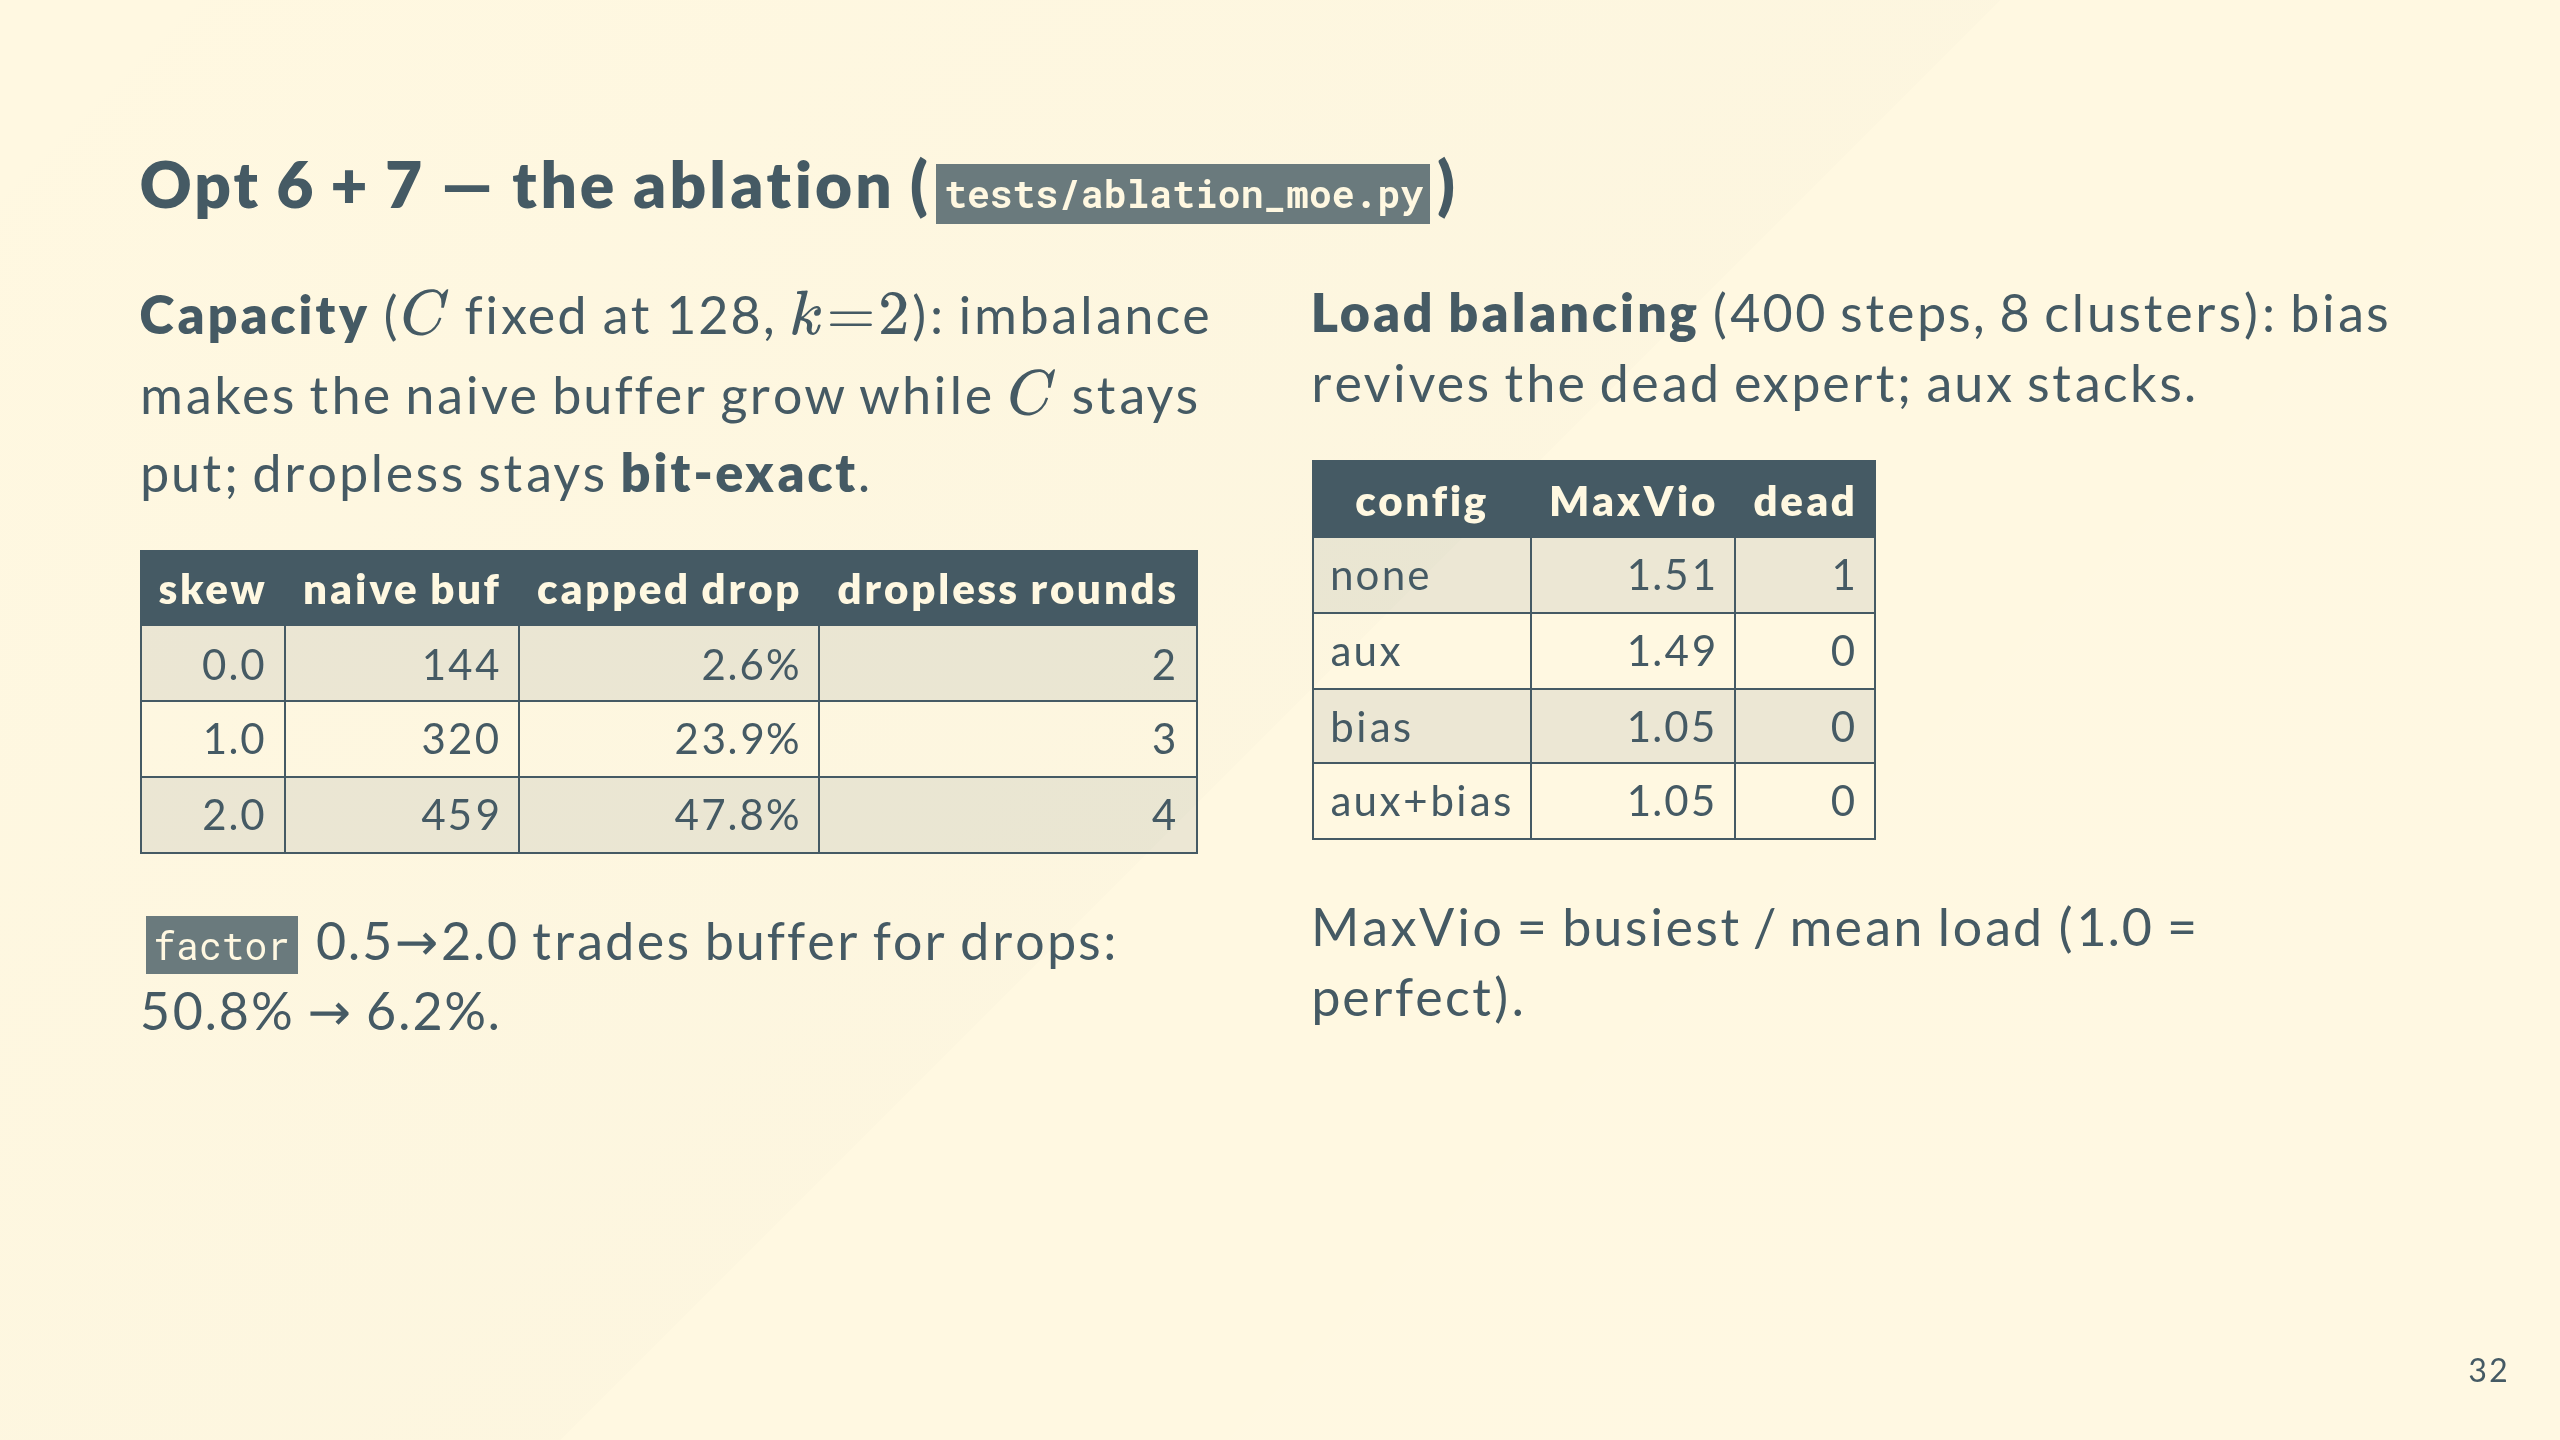 Opt 6 + 7 — the ablation (tests/ablation_moe.py)
Capacity (C fixed at 128, k=2): imbalance
makes the naive buffer grow while C stays
put; dropless stays bit-exact.
skew naive buf capped drop dropless rounds
0.0 144 2.6% 2
1.0 320 23.9% 3
2.0 459 47.8% 4
factor 0.5→2.0 trades buffer for drops:
50.8% → 6.2%.
Load balancing (400 steps, 8 clusters): bias
revives the dead expert; aux stacks.
config MaxVio dead
none 1.51 1
aux 1.49 0
bias 1.05 0
aux+bias 1.05 0
MaxVio = busiest / mean load (1.0 =
perfect).
32